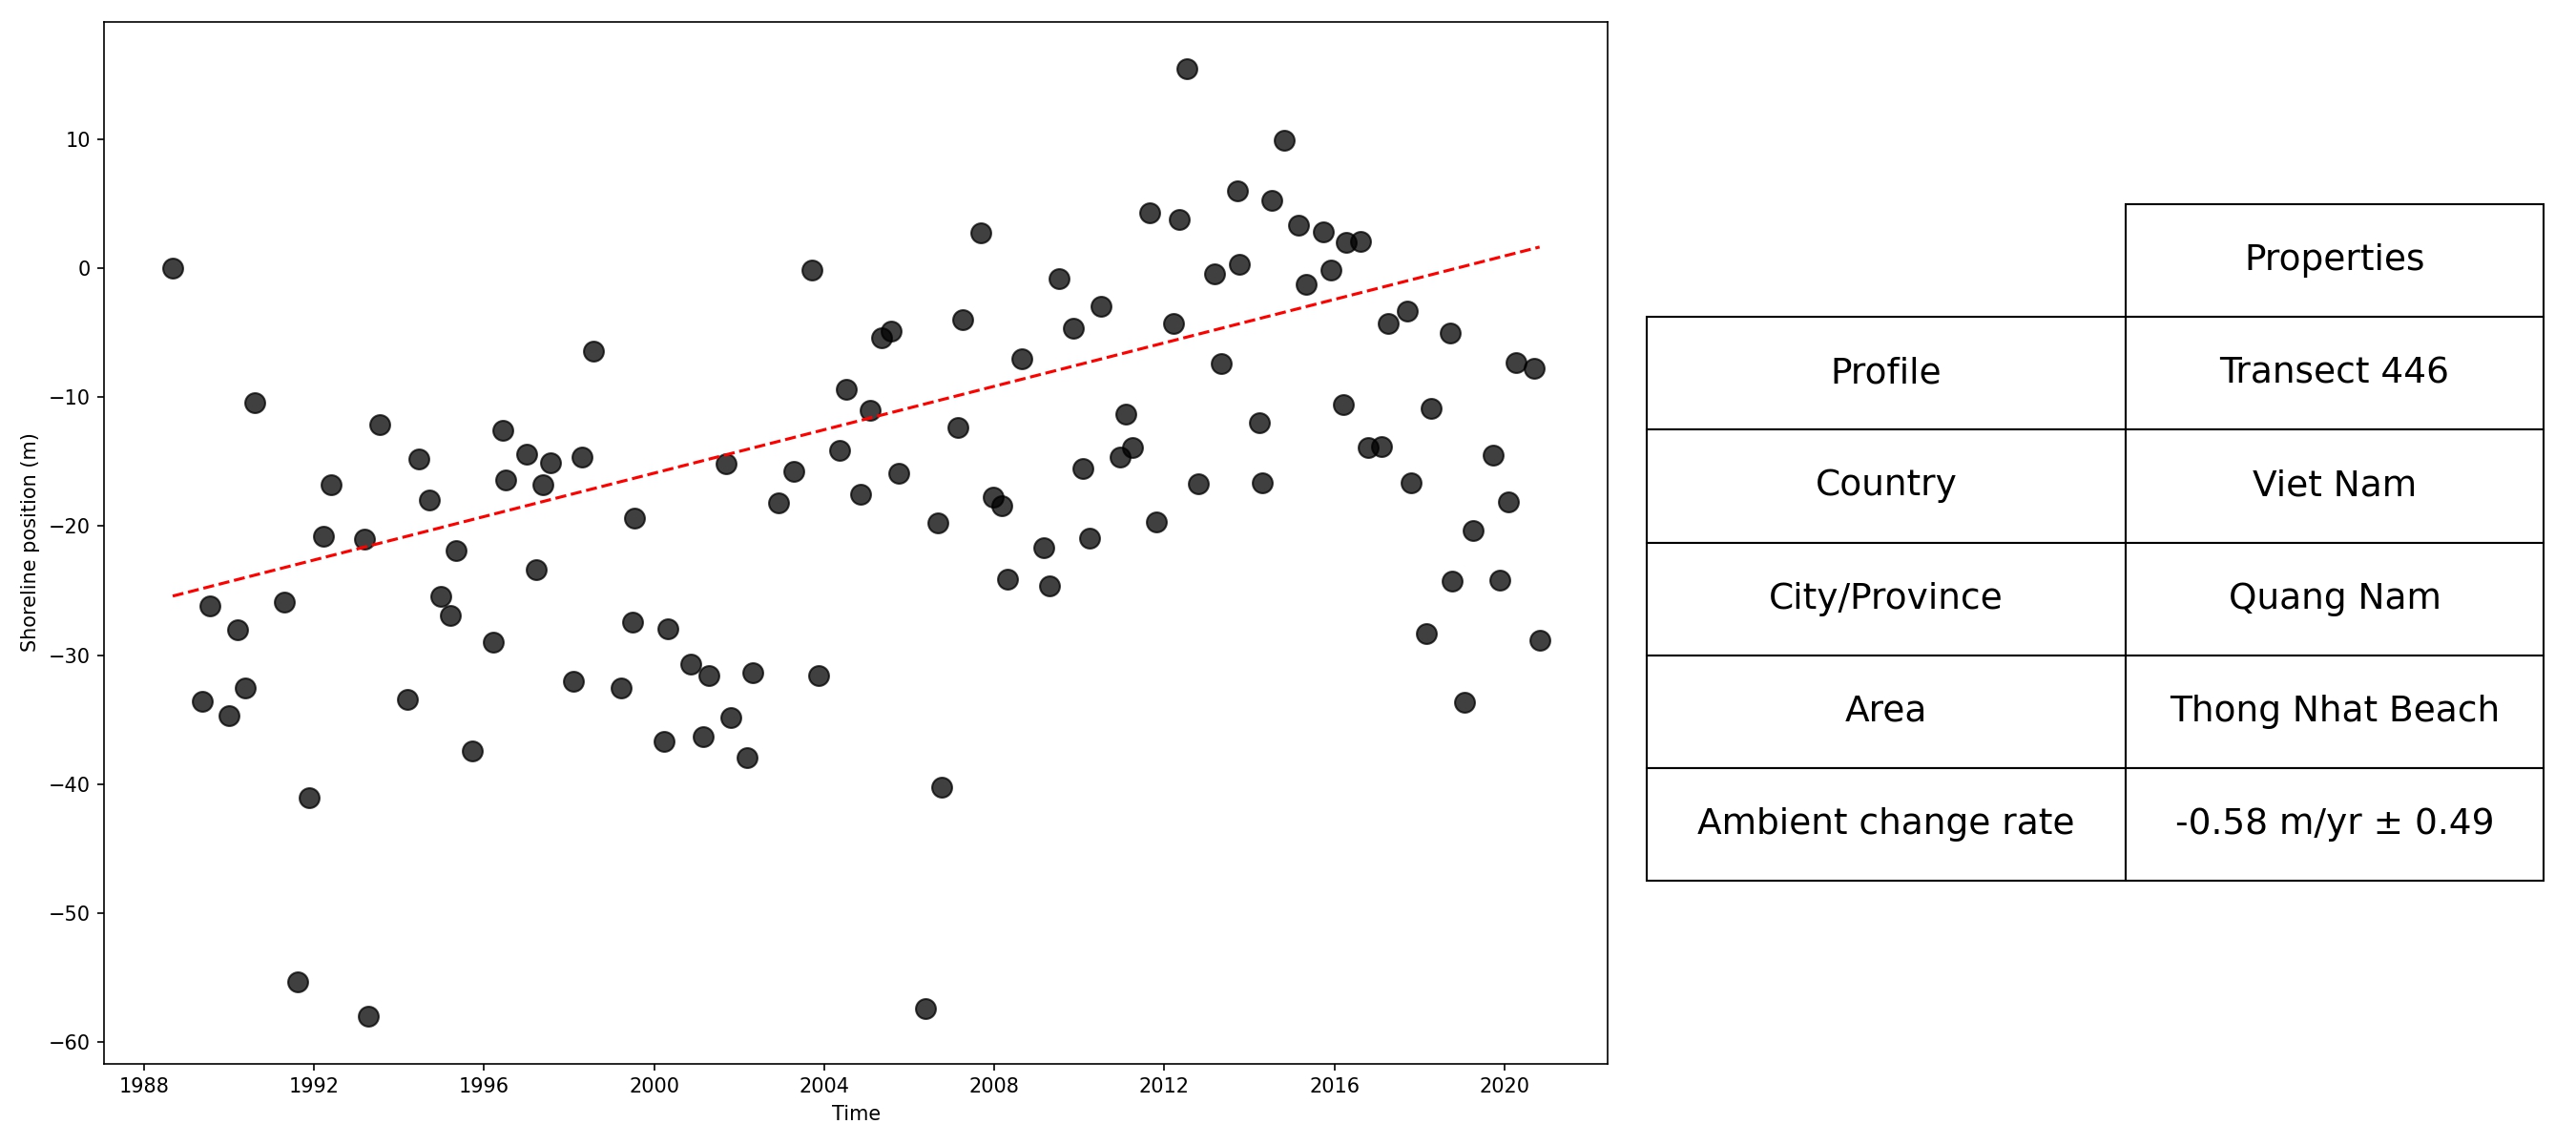 10
0
−10
−20
−30
−40
−50
−60
Shoreline position (m)
1988 1992 1996 2000 2004 2008 2012 2016 2020
Time
Properties
Profile Transect 446
Country Viet Nam
City/Province Quang Nam
Area Thong Nhat Beach
Ambient change rate -0.58 m/yr ± 0.49